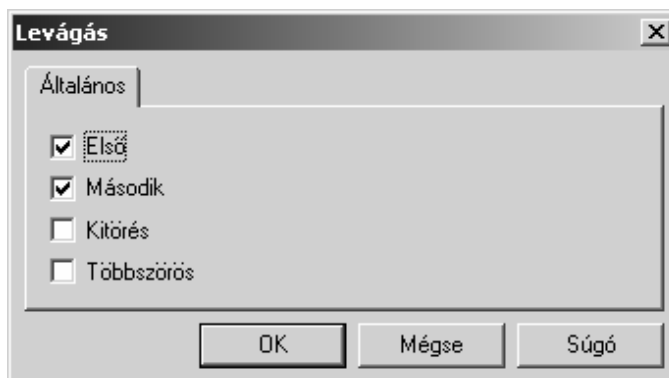 Levágás
Általános
Első
Második
Kitörés
Többszörös
OK Mégse Súgó